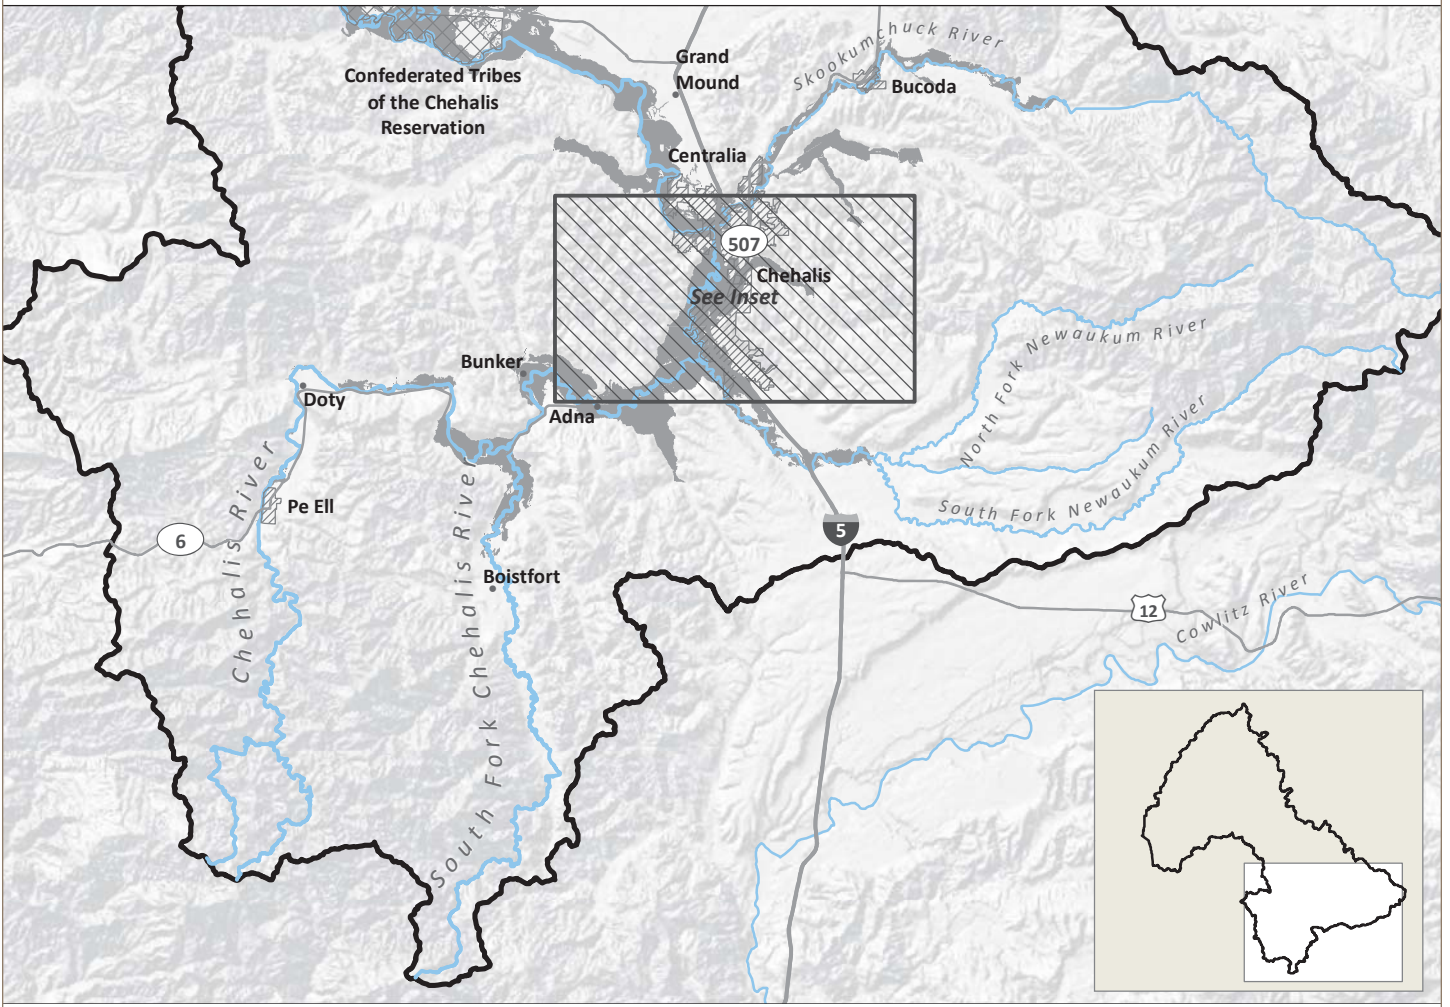 Skookumchuck River
Grand
Mound
Confederated Tribes
of the Chehalis
Reservation
Bucoda
Centralia
507
Chehalis
See Inset
North Fork Newaukum River
Bunker
Doty
Adna
South Fork Newaukum River
Chehalis River
Pe Ell
6
5
South Fork Chehalis River
Boistfort
12
Cowlitz River